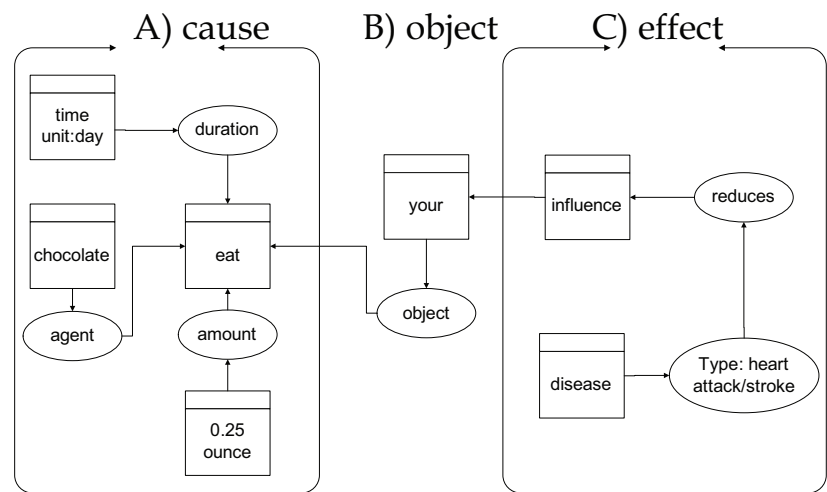 A) cause
B) object
C) effect
time
unit:day
duration
chocolate
eat
agent
amount
0.25
ounce
your
object
influence
reduces
disease
Type: heart
attack/stroke